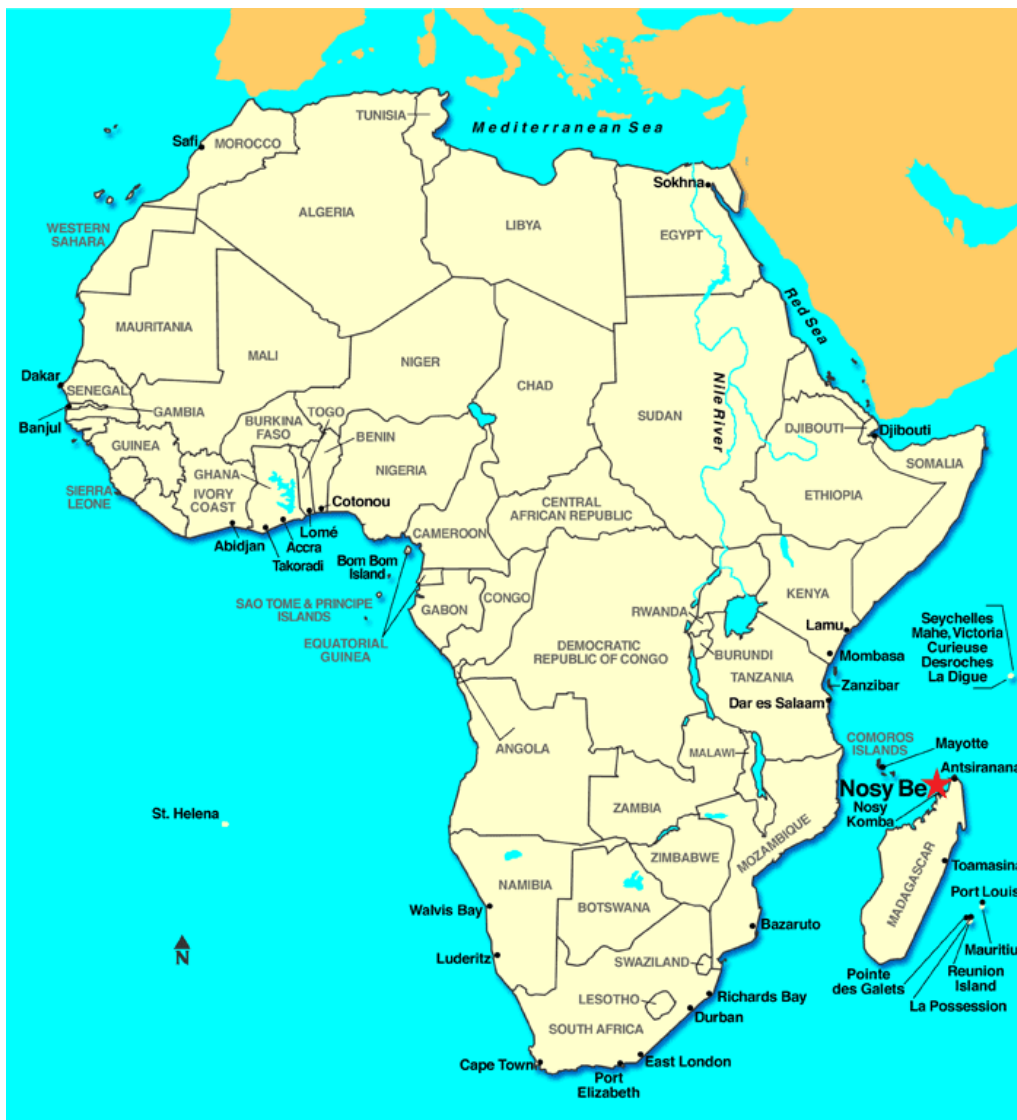 TUNISIA
Mediterranean Sea
Safi
MOROCCO
Sokhna
ALGERIA
LIBYA
EGYPT
WESTERN
SAHARA
Red Sea
MAURITANIA
MALI
NIGER
CHAD
SUDAN
Nile River
Dakar
SENEGAL
GAMBIA
Banjul
BURKINA
FASO
TOGO
BENIN
DJIBOUTI
Djibouti
GUINEA
NIGERIA
SOMALIA
GHANA
IVORY
COAST
SIERRA
LEONE
ETHIOPIA
Cotonou
CENTRAL
AFRICAN REPUBLIC
Lomé
Accra
Abidjan
Takoradi
CAMEROON
Bom Bom
Island
SAO TOME & PRINCIPE
ISLANDS
GABON
CONGO
EQUATORIAL
GUINEA
DEMOCRATIC
REPUBLIC OF CONGO
RWANDA
BURUNDI
KENYA
Lamu
Mombasa
TANZANIA
Zanzibar
Dar es Salaam
Seychelles
Mahe, Victoria
Curieuse
Desroches
La Digue
ANGOLA
MALAWI
COMOROS
ISLANDS
Mayotte
Antsiranana
Nosy Be
Nosy
Komba
St. Helena
ZAMBIA
MOZAMBIQUE
ZIMBABWE
MADAGASCAR
Toamasina
NAMIBIA
BOTSWANA
Port Louis
Walvis Bay
Bazaruto
Mauritiu
N
Luderitz
SWAZILAND
Pointe
des Galets
Reunion
Island
La Possession
LESOTHO
Richards Bay
Durban
SOUTH AFRICA
Cape Town
East London
Port
Elizabeth